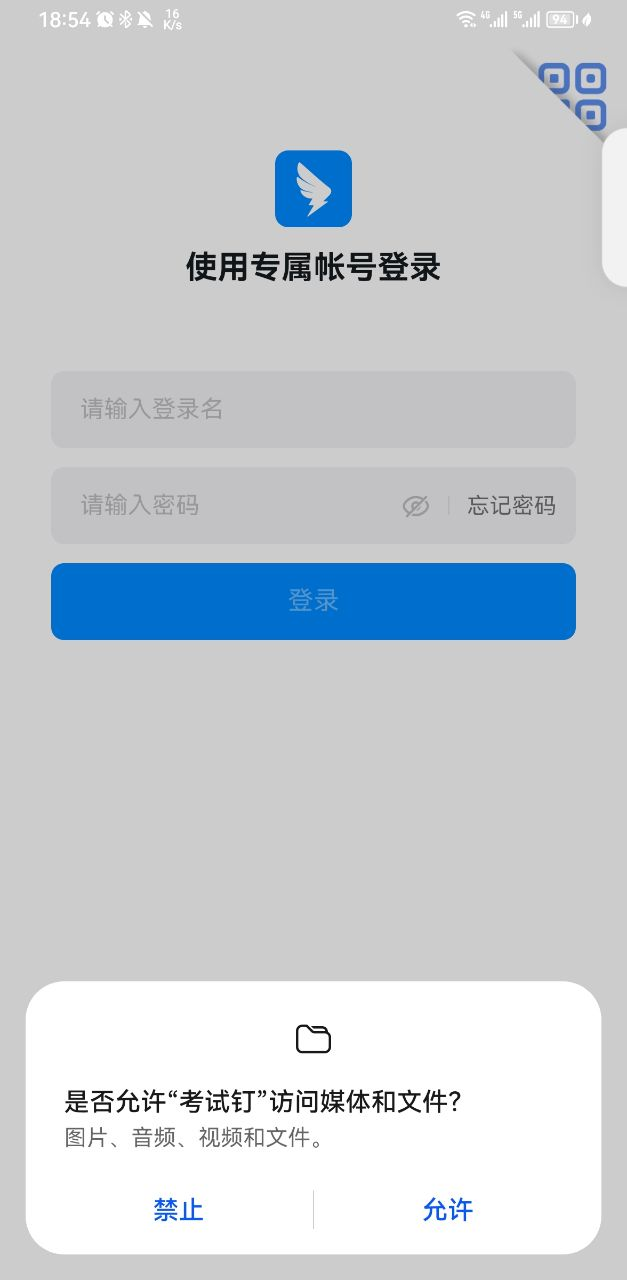 18:54 16 K/s 4G 5G 94
使用专属帐号登录
请输入登录名
请输入密码 忘记密码
登录
是否允许“考试钉”访问媒体和文件?
图片、音频、视频和文件。
禁止 允许